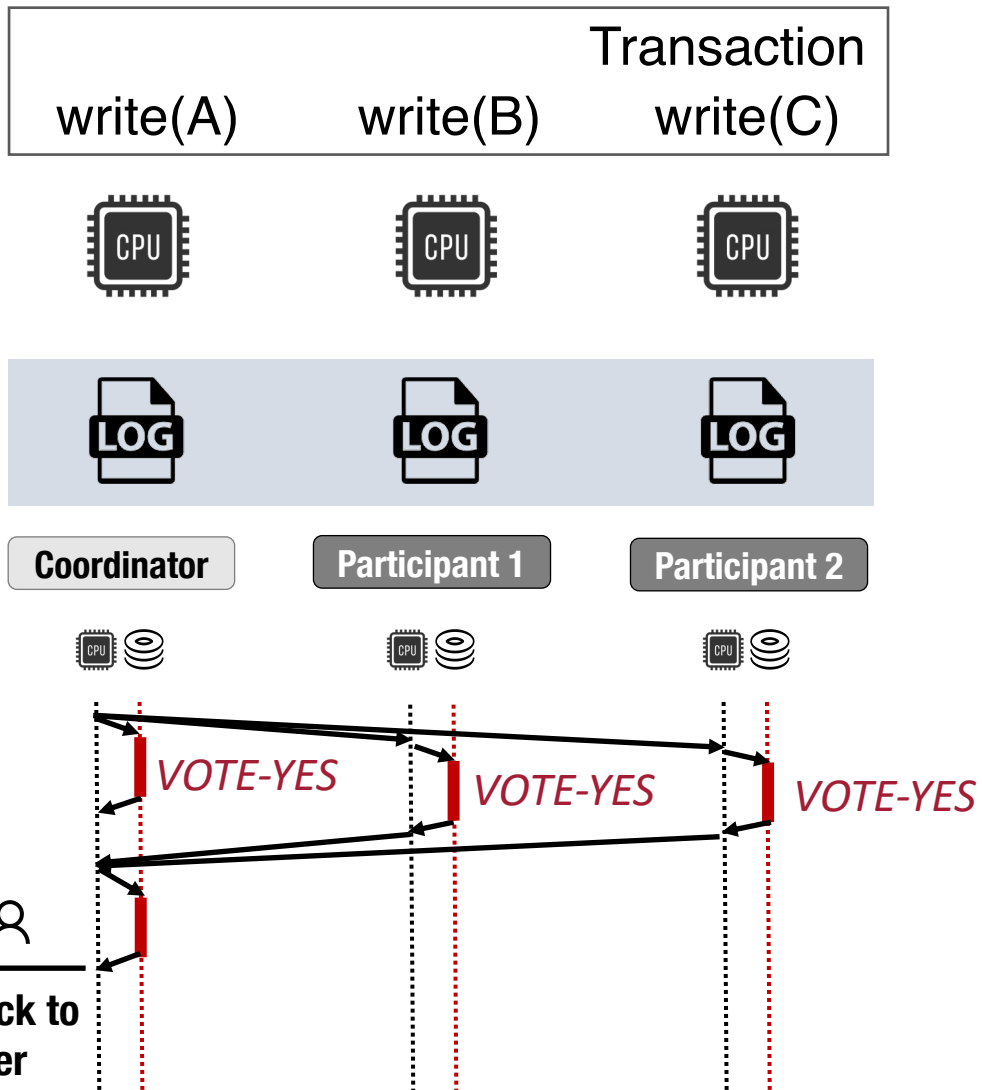 Transaction
write(A) write(B) write(C)
CPU CPU CPU
LOG LOG LOG
Coordinator Participant 1 Participant 2
CPU CPU CPU
VOTE-YES VOTE-YES VOTE-YES
ck to
er